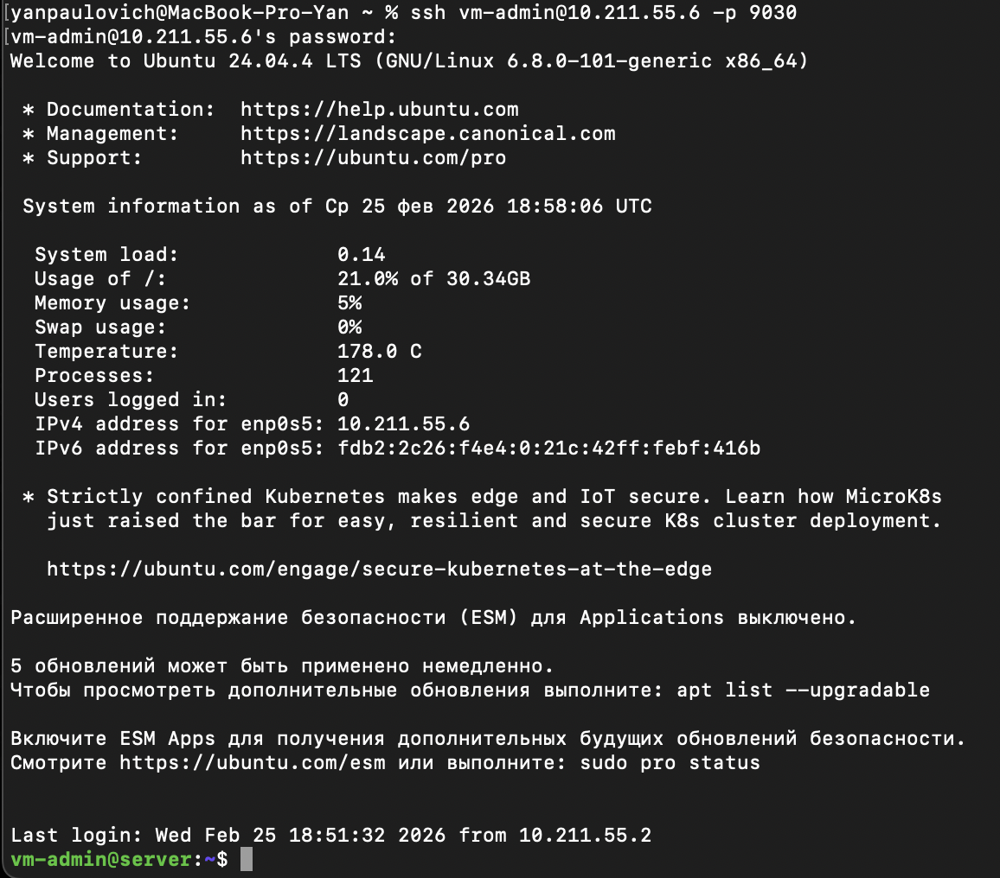 [yanpaulovich@MacBook-Pro-Yan ~ % ssh vm-admin@10.211.55.6 -p 9030
[vm-admin@10.211.55.6's password:
Welcome to Ubuntu 24.04.4 LTS (GNU/Linux 6.8.0-101-generic x86_64)
* Documentation:  https://help.ubuntu.com
* Management:     https://landscape.canonical.com
* Support:        https://ubuntu.com/pro
System information as of Ср 25 фев 2026 18:58:06 UTC
System load:             0.14
Usage of /:              21.0% of 30.34GB
Memory usage:            5%
Swap usage:              0%
Temperature:             178.0 C
Processes:               121
Users logged in:         0
IPv4 address for enp0s5: 10.211.55.6
IPv6 address for enp0s5: fdb2:2c26:f4e4:0:21c:42ff:febf:416b
* Strictly confined Kubernetes makes edge and IoT secure. Learn how MicroK8s
just raised the bar for easy, resilient and secure K8s cluster deployment.
https://ubuntu.com/engage/secure-kubernetes-at-the-edge
Расширенное поддержание безопасности (ESM) для Applications выключено.
5 обновлений может быть применено немедленно.
Чтобы просмотреть дополнительные обновления выполните: apt list --upgradable
Включите ESM Apps для получения дополнительных будущих обновлений безопасности.
Смотрите https://ubuntu.com/esm или выполните: sudo pro status
Last login: Wed Feb 25 18:51:32 2026 from 10.211.55.2
vm-admin@server:~$